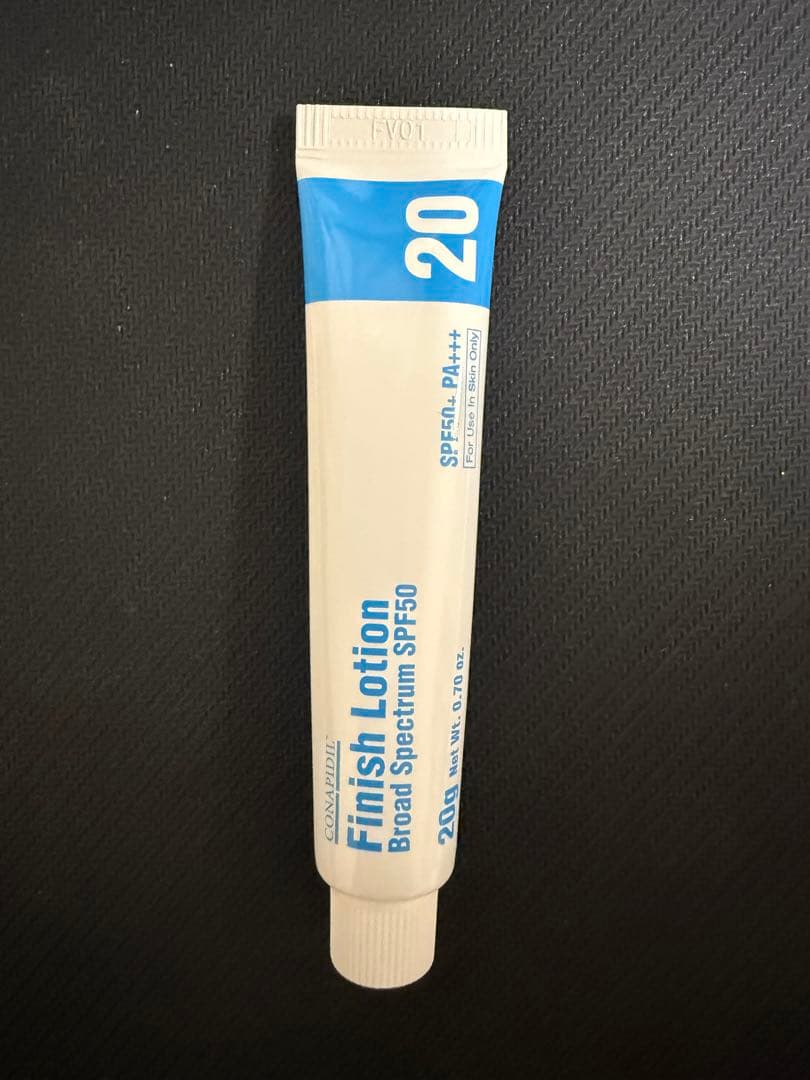 FV01
20
SPF50+ PA+++
For Use In Skin Only
CONAPIDIL
Finish Lotion
Broad Spectrum SPF50
20g Net Wt. 0.70 oz.